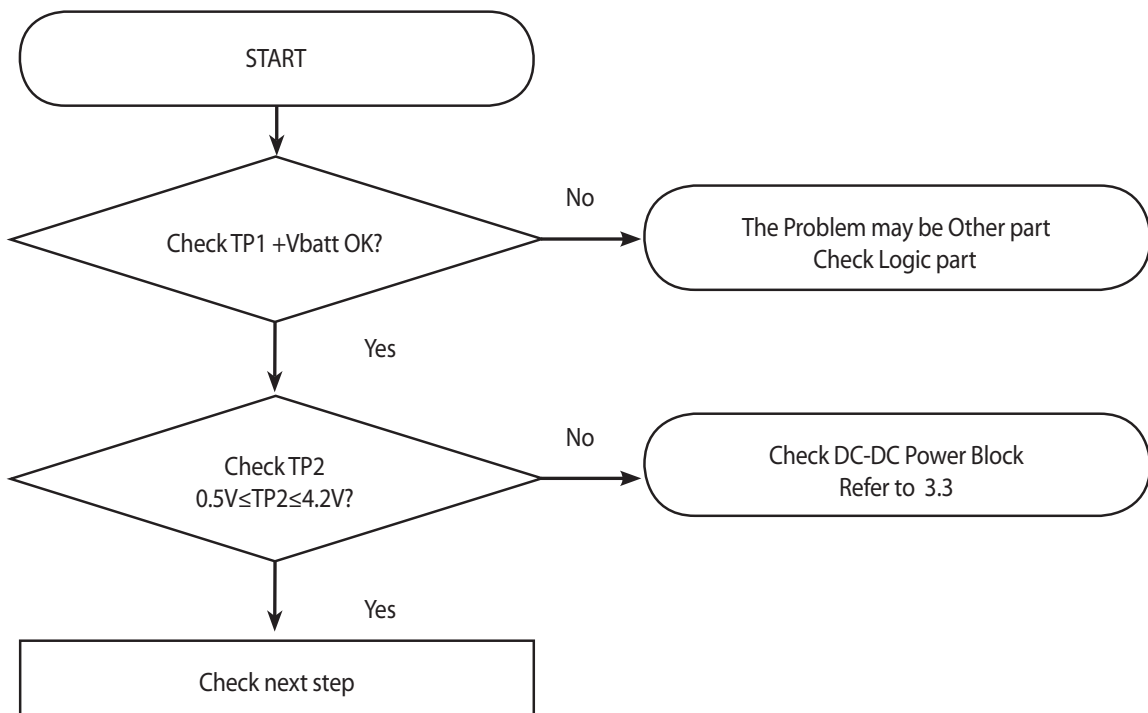 START
Check TP1 +Vbatt OK?
No
The Problem may be Other part
Check Logic part
Yes
Check TP2
0.5V≤TP2≤4.2V?
No
Check DC-DC Power Block
Refer to 3.3
Yes
Check next step